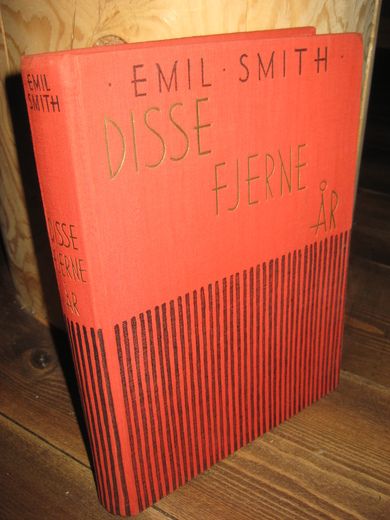 EMIL
SMITH
DISSE
FJERNE
ÅR
· EMIL · SMITH ·
DISSE
FJERNE
ÅR